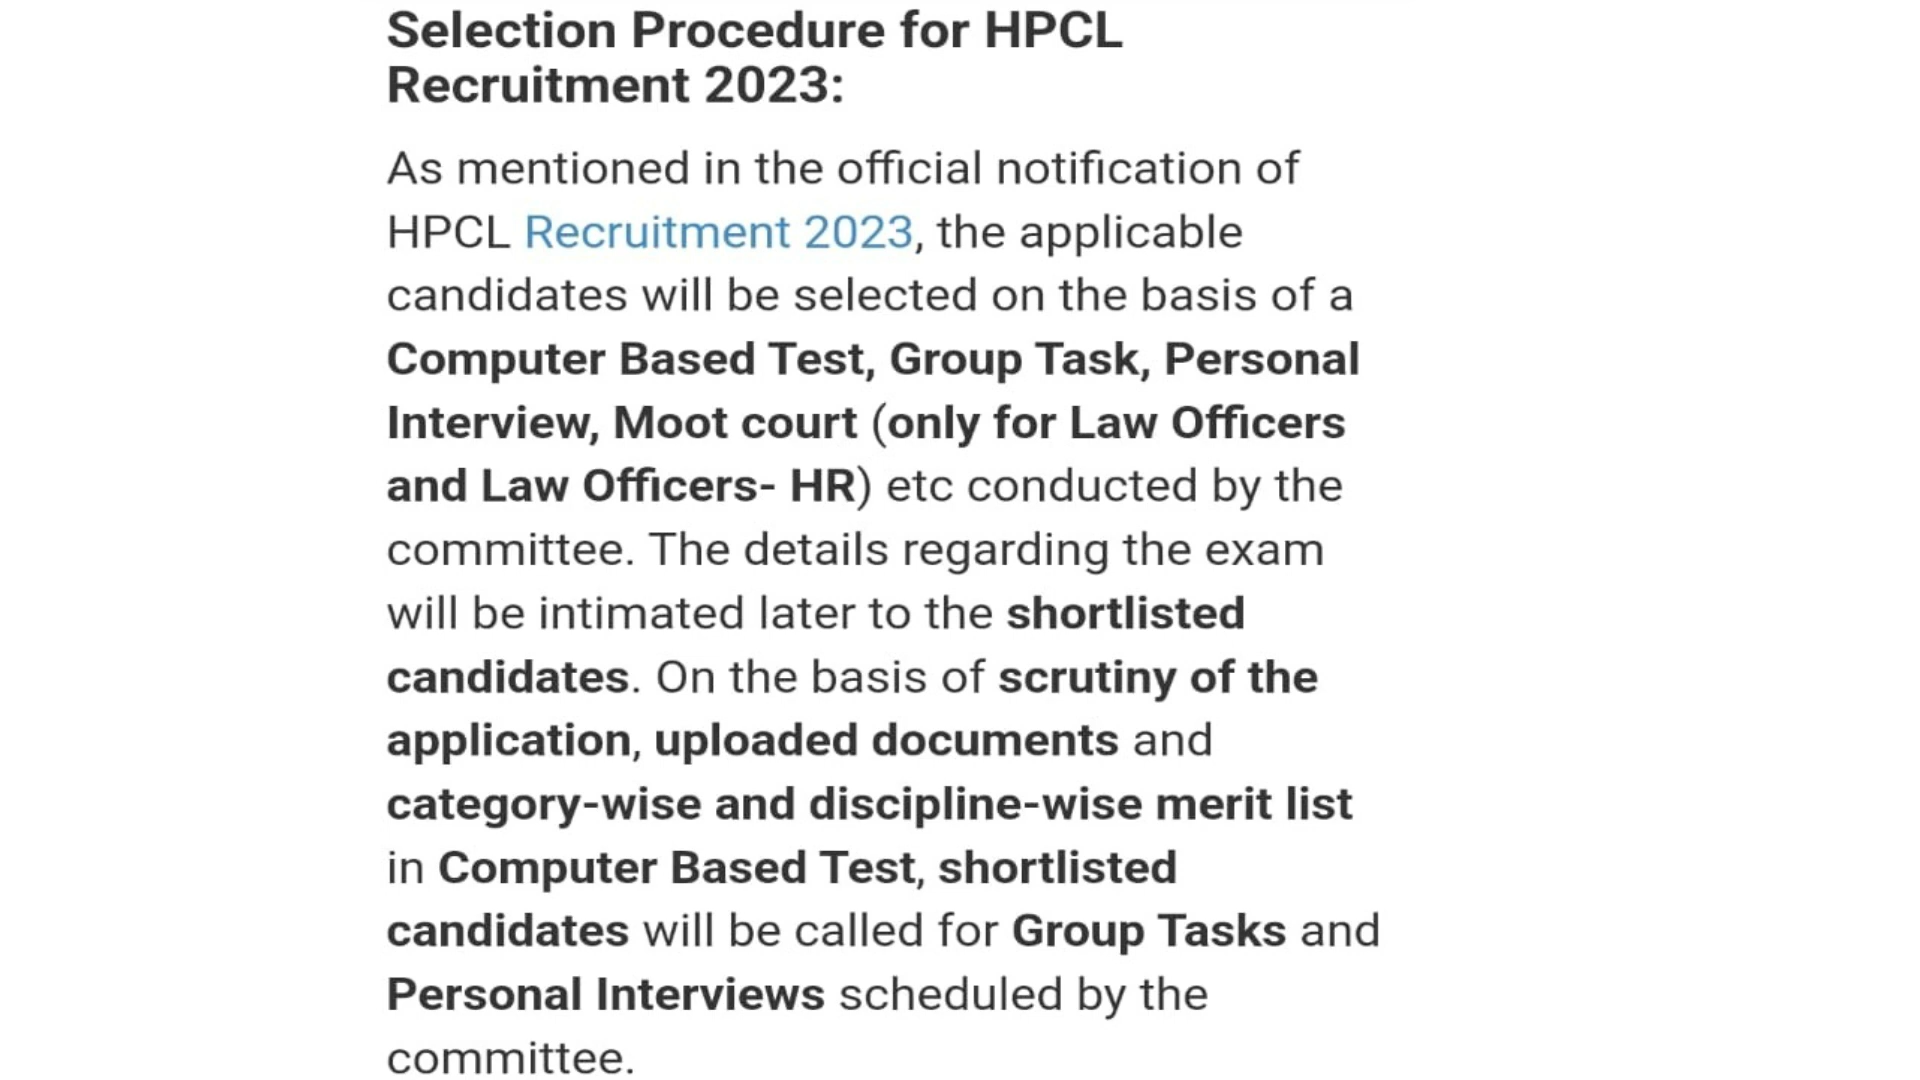 Selection Procedure for HPCL
Recruitment 2023:
As mentioned in the official notification of
HPCL Recruitment 2023, the applicable
candidates will be selected on the basis of a
Computer Based Test, Group Task, Personal
Interview, Moot court (only for Law Officers
and Law Officers- HR) etc conducted by the
committee. The details regarding the exam
will be intimated later to the shortlisted
candidates. On the basis of scrutiny of the
application, uploaded documents and
category-wise and discipline-wise merit list
in Computer Based Test, shortlisted
candidates will be called for Group Tasks and
Personal Interviews scheduled by the
committee.